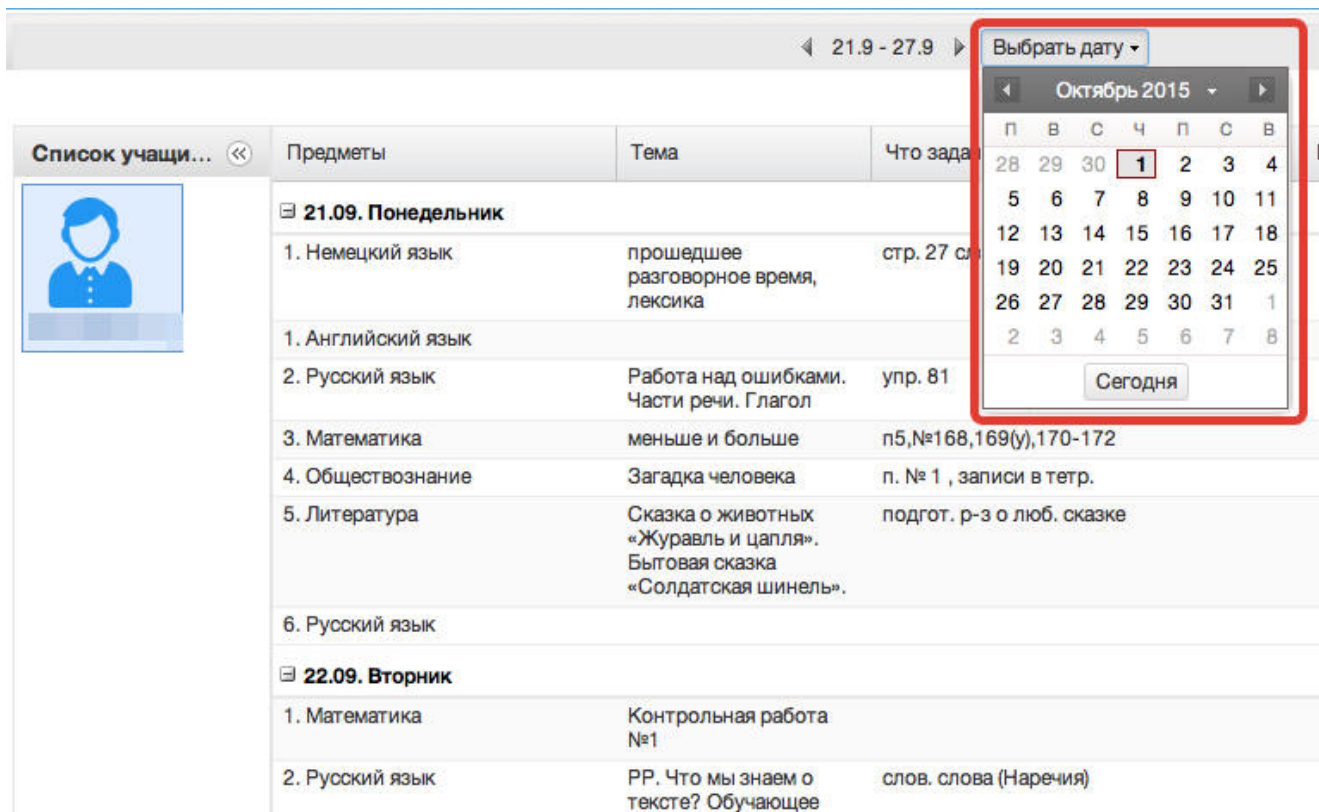 21.9 - 27.9 Выбрать дату
Октябрь 2015
П В С Ч П С В
28 29 30 1 2 3 4
5 6 7 8 9 10 11
12 13 14 15 16 17 18
19 20 21 22 23 24 25
26 27 28 29 30 31 1
2 3 4 5 6 7 8
Сегодня
Список учащи... Предметы Тема Что задан
21.09. Понедельник
1. Немецкий язык прошедшее стр. 27
разговорное время,
лексика
1. Английский язык
2. Русский язык Работа над ошибками. упр. 81
Части речи. Глагол
3. Математика меньше и больше п5,№168,169(у),170-172
4. Обществознание Загадка человека п. № 1 , записи в тетр.
5. Литература Сказка о животных подгот. р-з о люб. сказке
«Журавль и цапля».
Бытовая сказка
«Солдатская шинель».
6. Русский язык
22.09. Вторник
1. Математика Контрольная работа
№1
2. Русский язык РР. Что мы знаем о слов. слова (Наречия)
тексте? Обучающее